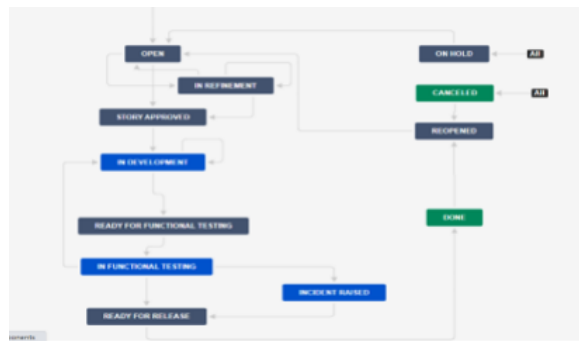 OPEN
ON HOLD
All
IN REFINEMENT
CANCELED
All
STORY APPROVED
REOPENED
IN DEVELOPMENT
READY FOR FUNCTIONAL TESTING
DONE
IN FUNCTIONAL TESTING
INCIDENT RAISED
READY FOR RELEASE